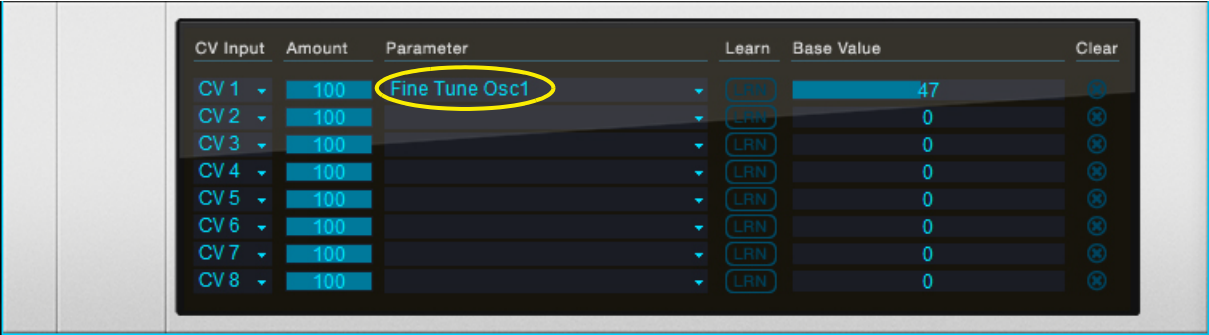 CV Input Amount Parameter Learn Base Value Clear
CV 1 100 Fine Tune Osc1 LRN 47
CV 2 100 LRN 0
CV 3 100 LRN 0
CV 4 100 LRN 0
CV 5 100 LRN 0
CV 6 100 LRN 0
CV 7 100 LRN 0
CV 8 100 LRN 0